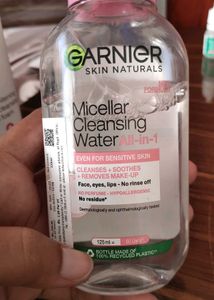 GARNIER
SKIN NATURALS
Micellar
Cleansing
Water All-in-1
EVEN FOR SENSITIVE SKIN
CLEANSES + SOOTHES
+ REMOVES MAKE-UP
Face, eyes, lips - No rinse off
NO PERFUME - HYPOALLERGENIC
No residue*
Dermatologically and ophthalmologically tested
125 ml e
BOTTLE MADE OF
100% RECYCLED PLASTIC*